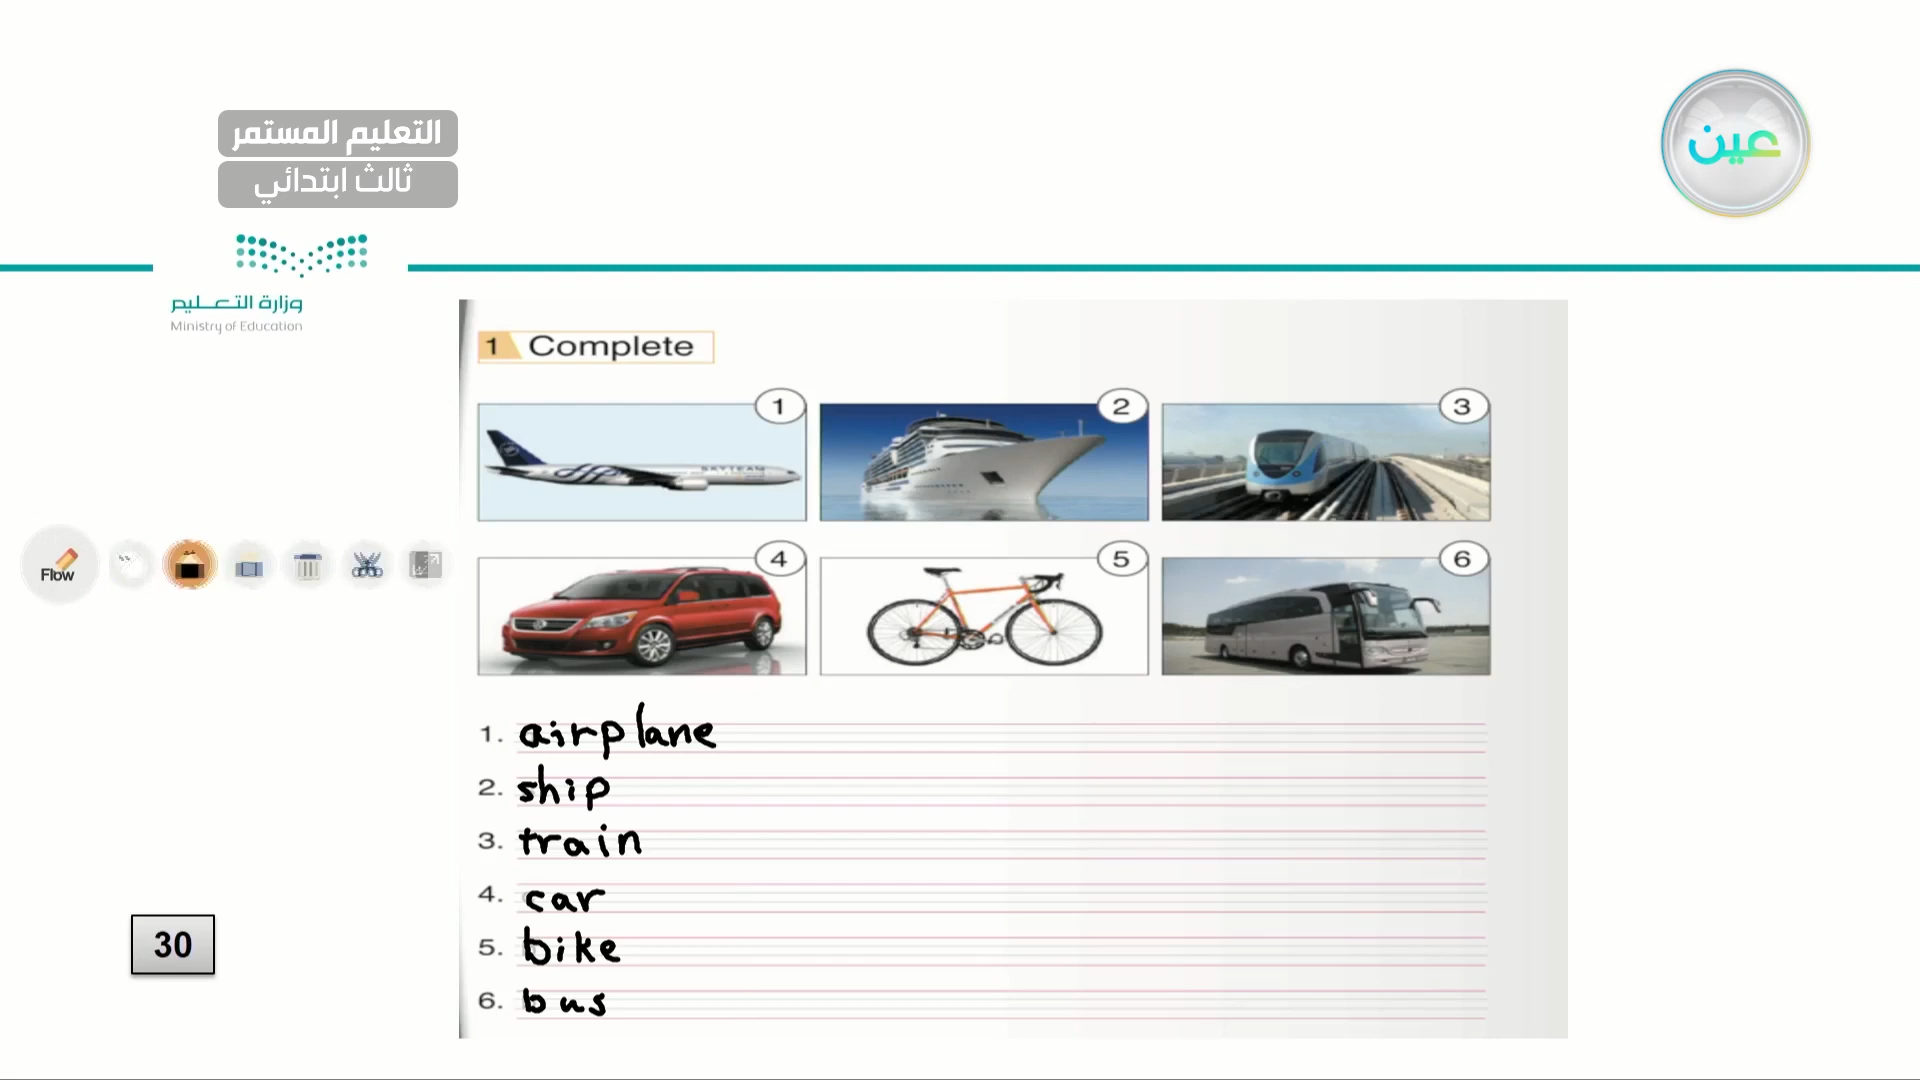 التعليم المستمر
ثالث ابتدائي
عين
وزارة التعليم
Ministry of Education
1 Complete
1
2
3
SKYTEAM
4
5
6
Flow
1. airplane
2. ship
3. train
4. car
5. bike
6. bus
30